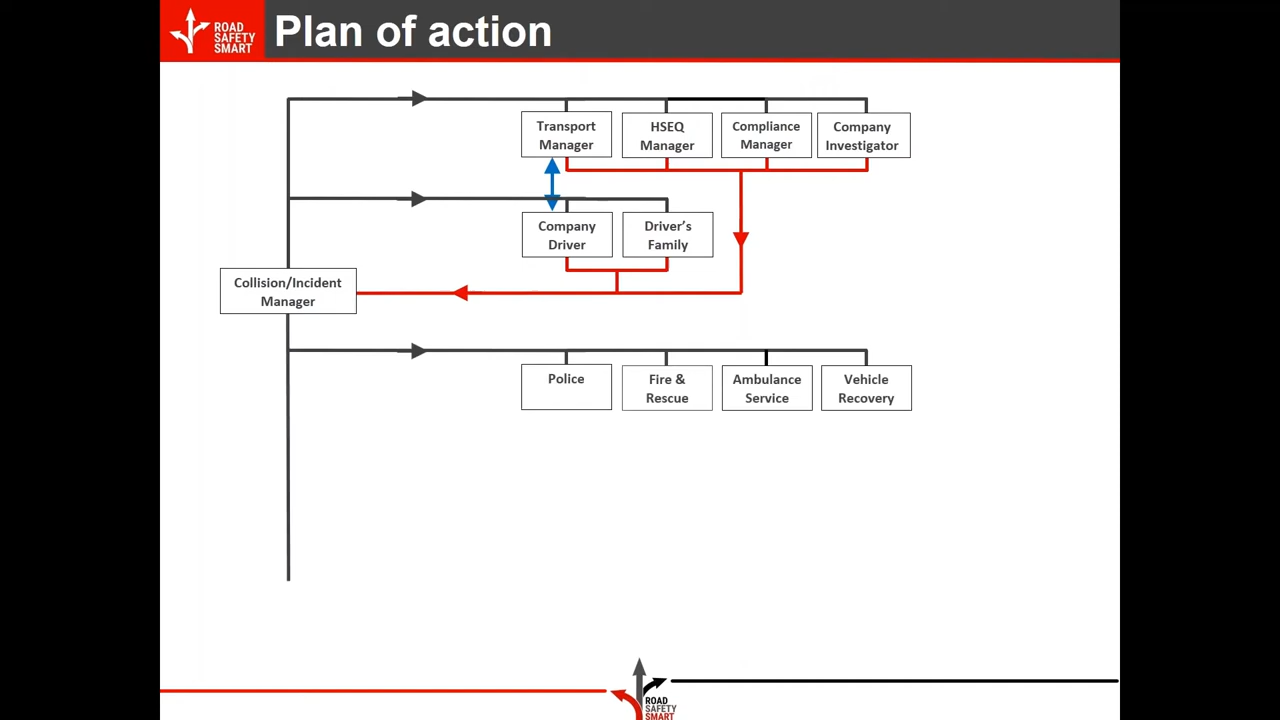 ROAD
SAFETY
SMART
Plan of action
Transport
Manager
HSEQ
Manager
Compliance
Manager
Company
Investigator
Company
Driver
Driver's
Family
Collision/Incident
Manager
Police
Fire &
Rescue
Ambulance
Service
Vehicle
Recovery
ROAD
SAFETY
SMART